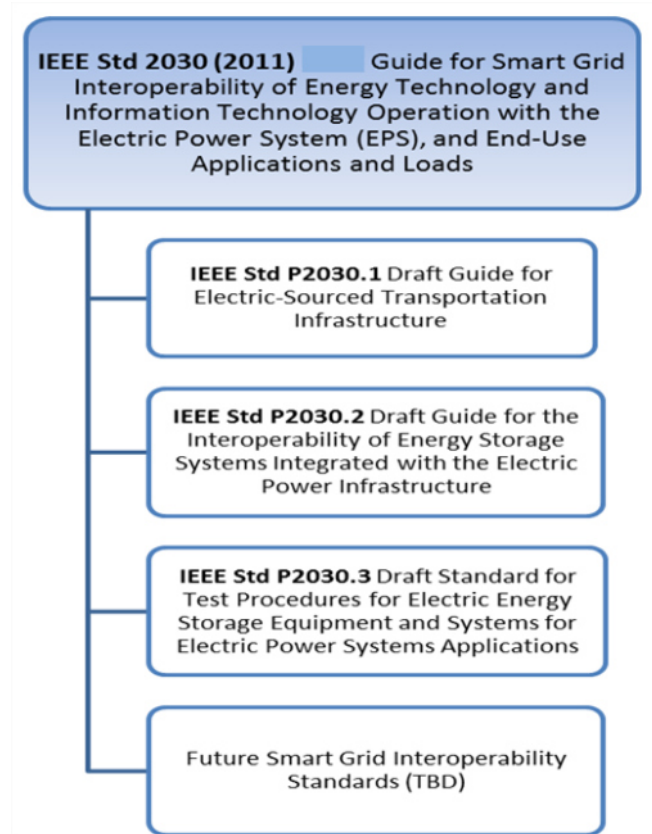 IEEE Std 2030 (2011) Guide for Smart Grid
Interoperability of Energy Technology and
Information Technology Operation with the
Electric Power System (EPS), and End-Use
Applications and Loads
IEEE Std P2030.1 Draft Guide for
Electric-Sourced Transportation
Infrastructure
IEEE Std P2030.2 Draft Guide for the
Interoperability of Energy Storage
Systems Integrated with the Electric
Power Infrastructure
IEEE Std P2030.3 Draft Standard for
Test Procedures for Electric Energy
Storage Equipment and Systems for
Electric Power Systems Applications
Future Smart Grid Interoperability
Standards (TBD)